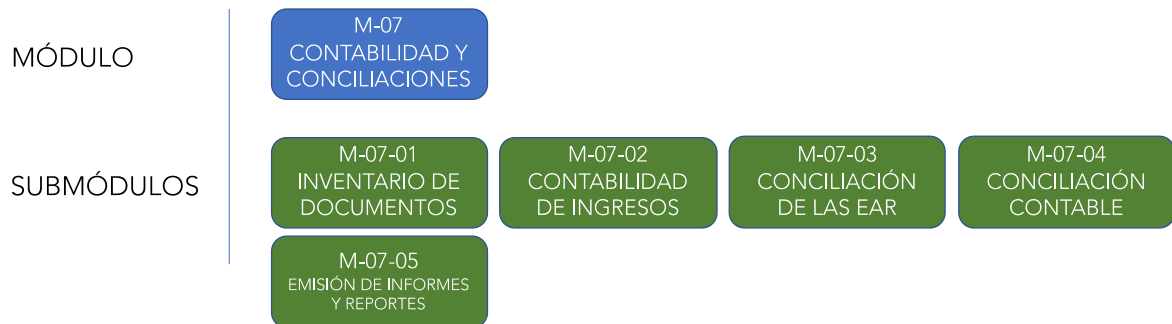 MÓDULO
M-07
CONTABILIDAD Y
CONCILIACIONES
SUBMÓDULOS
M-07-01
INVENTARIO DE
DOCUMENTOS
M-07-02
CONTABILIDAD
DE INGRESOS
M-07-03
CONCILIACIÓN
DE LAS EAR
M-07-04
CONCILIACIÓN
CONTABLE
M-07-05
EMISIÓN DE INFORMES
Y REPORTES